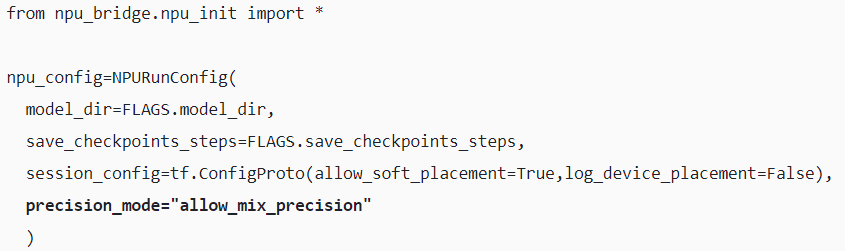 from npu_bridge.npu_init import *
npu_config=NPURunConfig(
model_dir=FLAGS.model_dir,
save_checkpoints_steps=FLAGS.save_checkpoints_steps,
session_config=tf.ConfigProto(allow_soft_placement=True,log_device_placement=False),
precision_mode="allow_mix_precision"
)